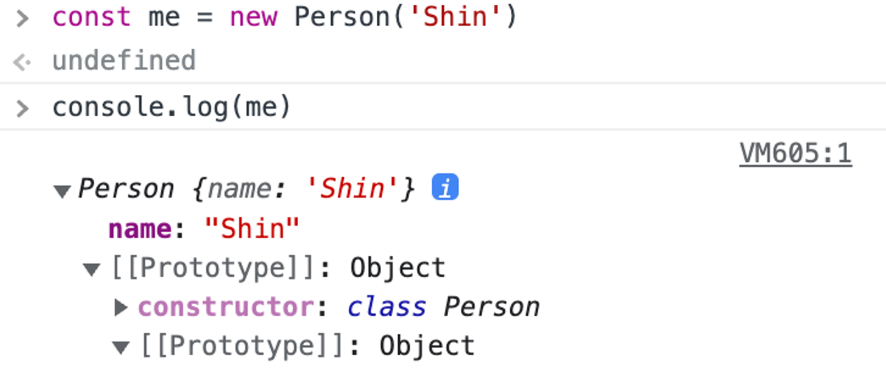 > const me = new Person('Shin')
<· undefined
> console.log(me)
VM605:1
▼Person {name: 'Shin'} i
name: "Shin"
▼[[Prototype]]: Object
▶constructor: class Person
▼[[Prototype]]: Object